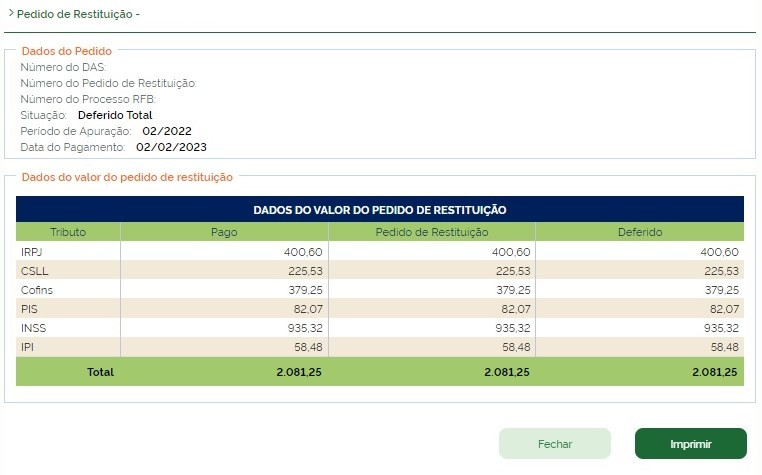 > Pedido de Restituição -
Dados do Pedido
Número do DAS:
Número do Pedido de Restituição:
Número do Processo RFB:
Situação: Deferido Total
Período de Apuração: 02/2022
Data do Pagamento: 02/02/2023
Dados do valor do pedido de restituição
DADOS DO VALOR DO PEDIDO DE RESTITUIÇÃO
Tributo Pago Pedido de Restituição Deferido
IRPJ 400,60 400,60 400,60
CSLL 225,53 225,53 225,53
Cofins 379,25 379,25 379,25
PIS 82,07 82,07 82,07
INSS 935,32 935,32 935,32
IPI 58,48 58,48 58,48
Total 2.081,25 2.081,25 2.081,25
Fechar Imprimir